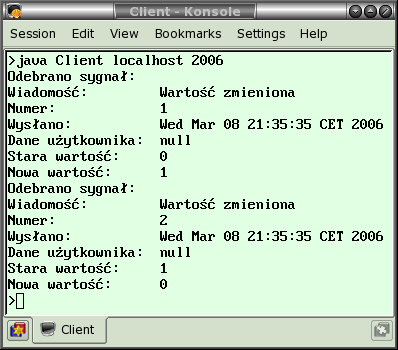 Client - Konsole
Session Edit View Bookmarks Settings Help
>java Client localhost 2006
Odebrano sygnał:
Wiadomość: Wartość zmieniona
Numer: 1
Wysłano: Wed Mar 08 21:35:35 CET 2006
Dane użytkownika: null
Stara wartość: 0
Nowa wartość: 1
Odebrano sygnał:
Wiadomość: Wartość zmieniona
Numer: 2
Wysłano: Wed Mar 08 21:35:35 CET 2006
Dane użytkownika: null
Stara wartość: 1
Nowa wartość: 0
>
Client